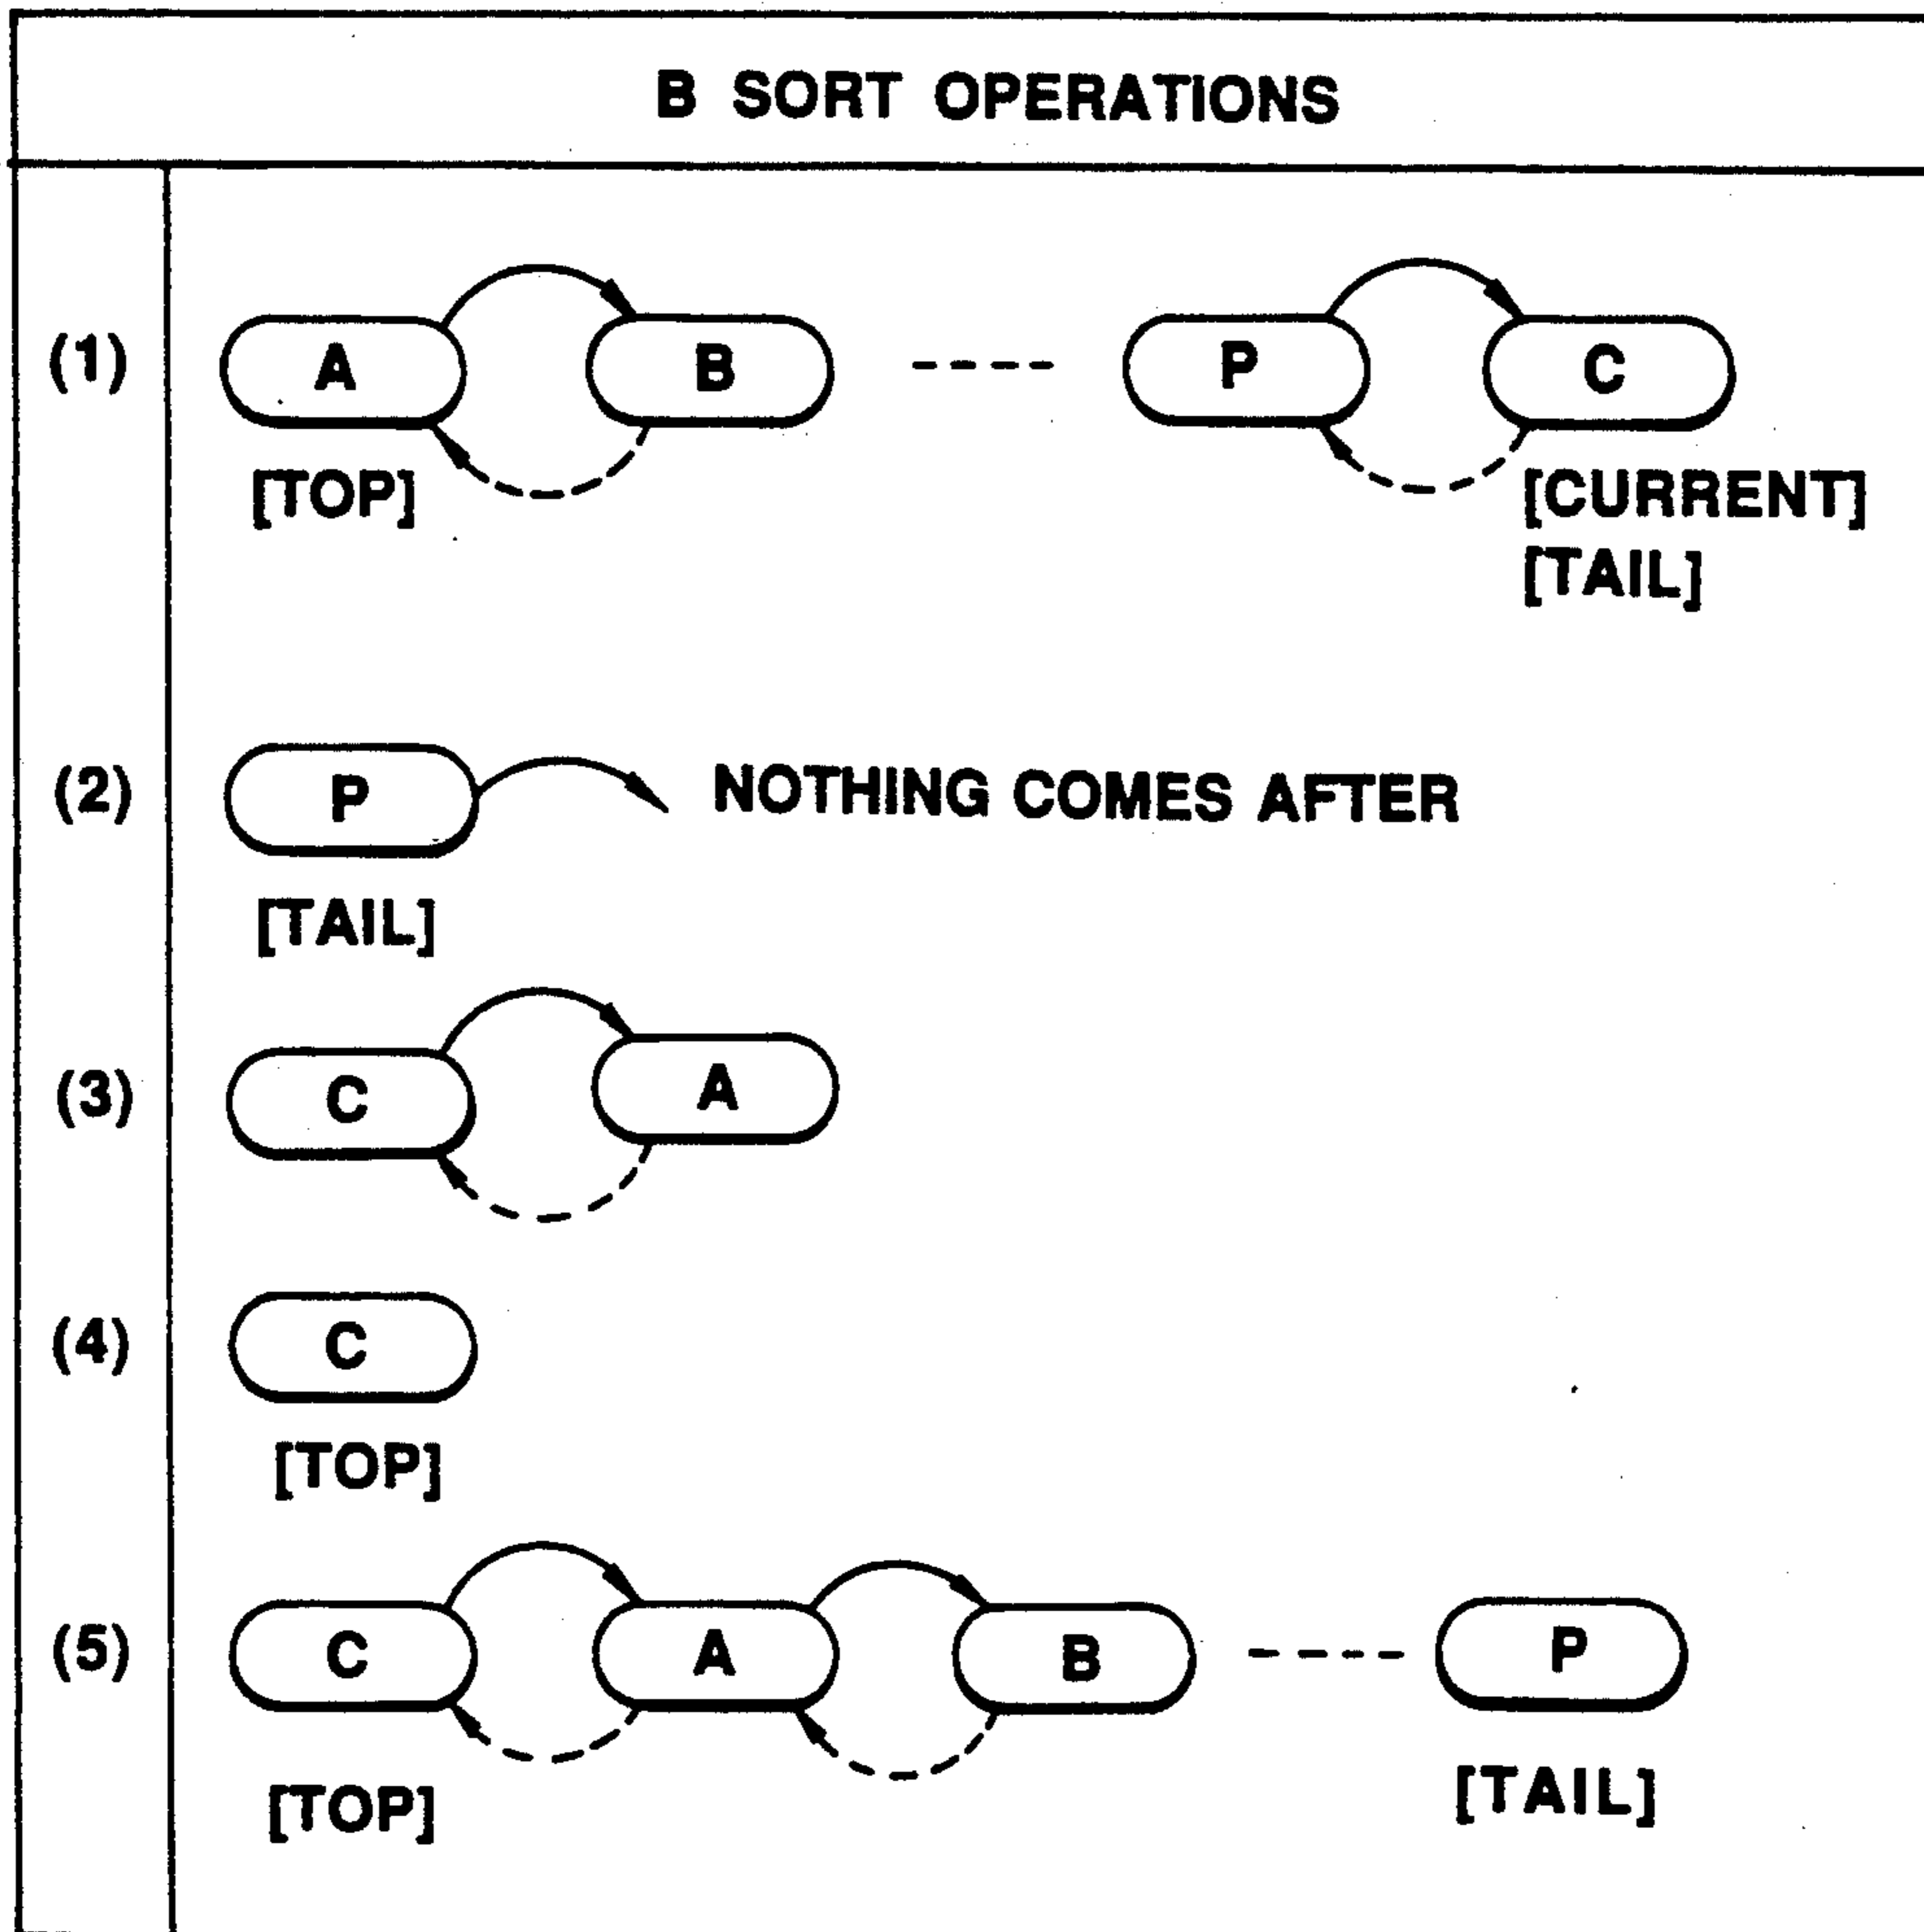 B SORT OPERATIONS
(1) A B P C
[TOP] [CURRENT]
[TAIL]
(2) P NOTHING COMES AFTER
[TAIL]
(3) C A
(4) C
[TOP]
(5) C A B P
[TOP] [TAIL]